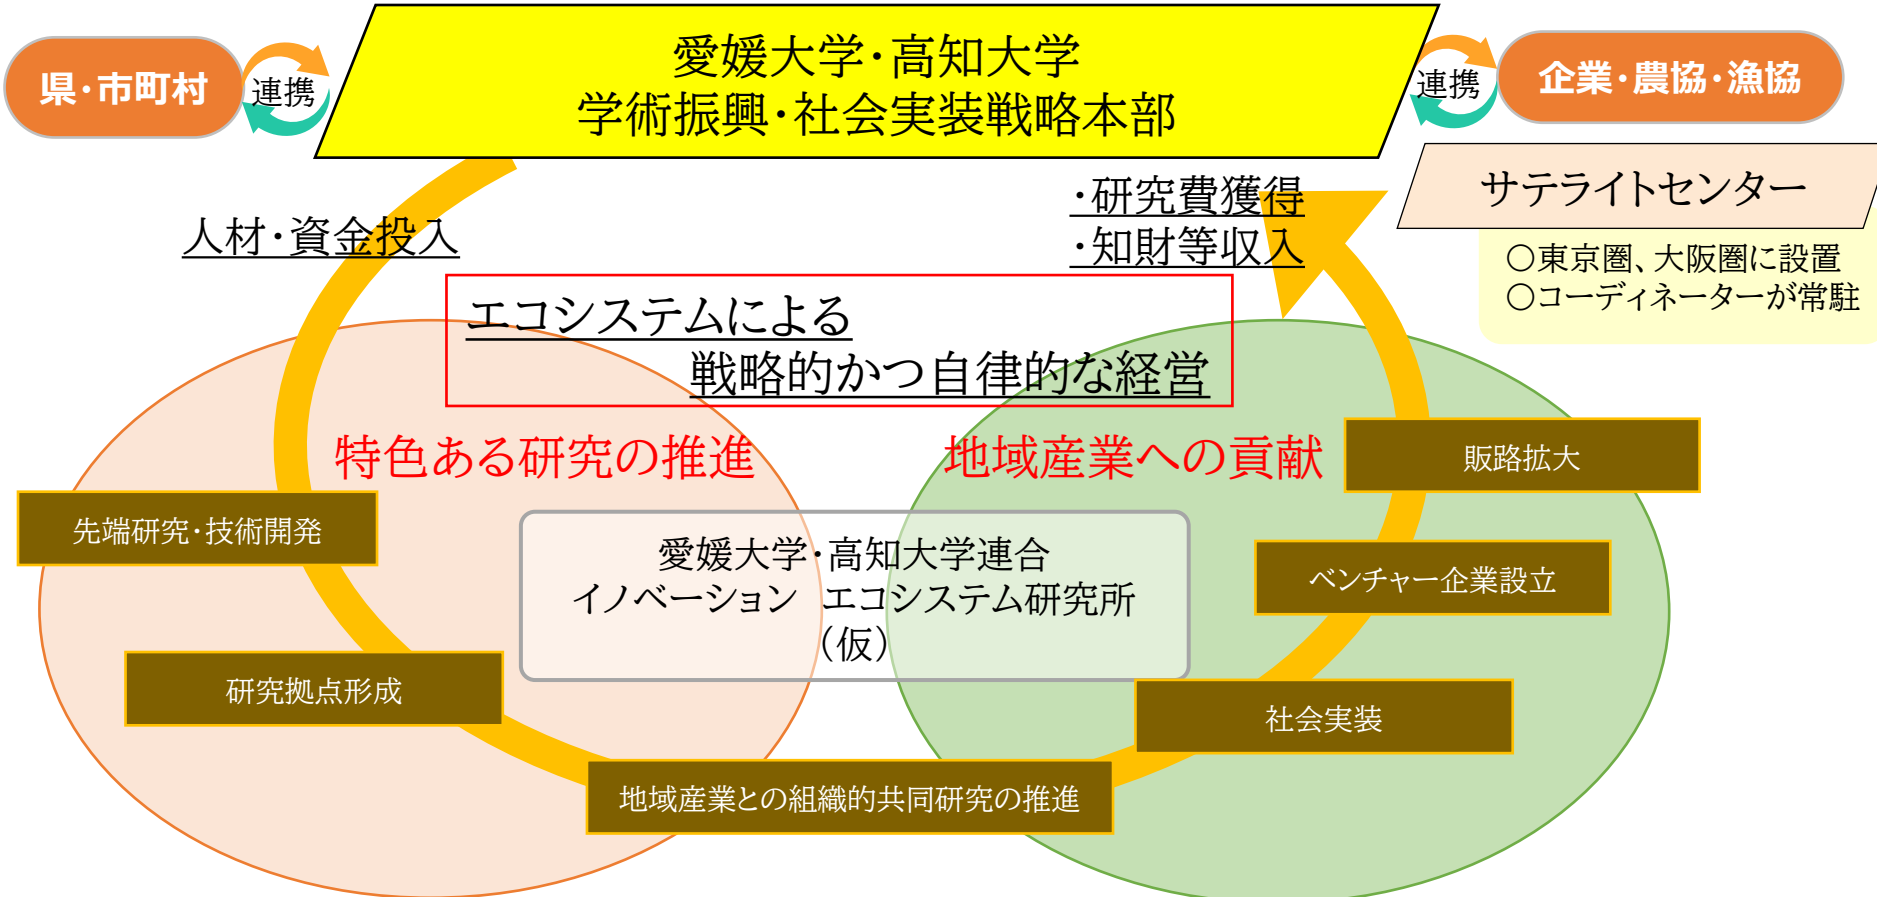 愛媛大学・高知大学
学術振興・社会実装戦略本部
県・市町村
連携
連携
企業・農協・漁協
サテライトセンター
○東京圏、大阪圏に設置
○コーディネーターが常駐
人材・資金投入
・研究費獲得
・知財等収入
エコシステムによる
戦略的かつ自律的な経営
特色ある研究の推進
地域産業への貢献
愛媛大学・高知大学連合
イノベーション　エコシステム研究所
（仮）
先端研究・技術開発
研究拠点形成
地域産業との組織的共同研究の推進
社会実装
ベンチャー企業設立
販路拡大